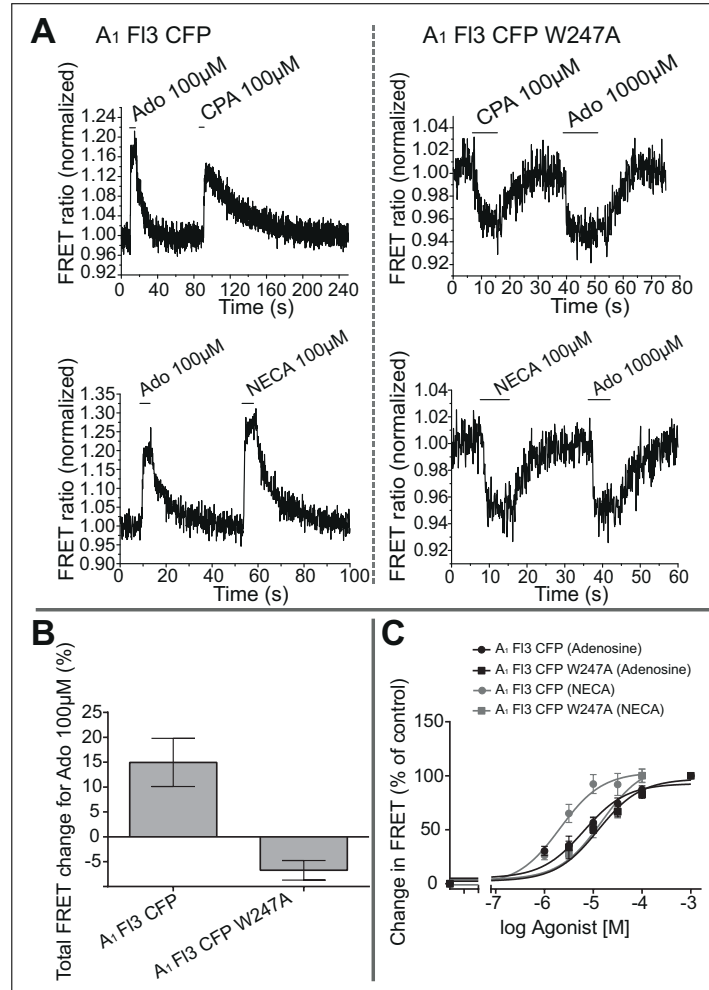 A
A1 Fl3 CFP
A1 Fl3 CFP W247A
Ado 100µM
CPA 100µM
FRET ratio (normalized)
1.24
1.20
1.16
1.12
1.08
1.04
1.00
0.96
0.92
0 40 80 120 160 200 240
Time (s)
CPA 100µM
Ado 1000µM
FRET ratio (normalized)
1.04
1.02
1.00
0.98
0.96
0.94
0.92
0 10 20 30 40 50 60 70 80
Time (s)
Ado 100µM
NECA 100µM
FRET ratio (normalized)
1.35
1.30
1.25
1.20
1.15
1.10
1.05
1.00
0.95
0.90
0 20 40 60 80 100
Time (s)
NECA 100µM
Ado 1000µM
FRET ratio (normalized)
1.04
1.02
1.00
0.98
0.96
0.94
0.92
0 10 20 30 40 50 60
Time (s)
B
Total FRET change for Ado 100µM (%)
25
20
15
10
5
0
-5
A1 Fl3 CFP
A1 Fl3 CFP W247A
C
A1 Fl3 CFP (Adenosine)
A1 Fl3 CFP W247A (Adenosine)
A1 Fl3 CFP (NECA)
A1 Fl3 CFP W247A (NECA)
Change in FRET (% of control)
150
100
50
0
-7 -6 -5 -4 -3
log Agonist [M]